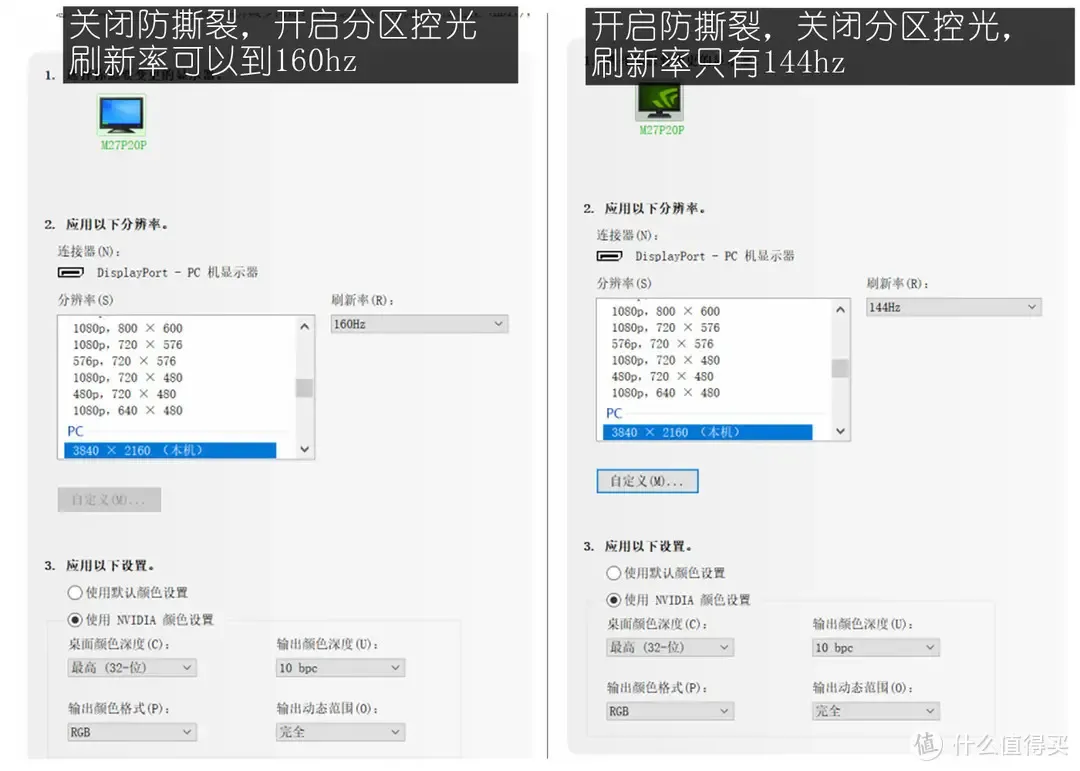 关闭防撕裂，开启分区控光
刷新率可以到160hz
1.
M27P20P
2. 应用以下分辨率。
连接器(N):
DisplayPort - PC 机显示器
分辨率(S)
刷新率(R):
1080p, 800 × 600
160Hz
1080p, 720 × 576
576p, 720 × 576
1080p, 720 × 480
480p, 720 × 480
1080p, 640 × 480
PC
3840 × 2160 （本机）
自定义(M)...
3. 应用以下设置。
使用默认颜色设置
使用 NVIDIA 颜色设置
桌面颜色深度(C):
输出颜色深度(U):
最高 (32-位)
10 bpc
输出颜色格式(P):
输出动态范围(O):
RGB
完全
开启防撕裂，关闭分区控光，
刷新率只有144hz
M27P20P
2. 应用以下分辨率。
连接器(N):
DisplayPort - PC 机显示器
分辨率(S)
刷新率(R):
144Hz
1080p, 800 × 600
1080p, 720 × 576
576p, 720 × 576
1080p, 720 × 480
480p, 720 × 480
1080p, 640 × 480
PC
3840 × 2160 （本机）
自定义(M)...
3. 应用以下设置。
使用默认颜色设置
使用 NVIDIA 颜色设置
桌面颜色深度(C):
输出颜色深度(U):
最高 (32-位)
10 bpc
输出颜色格式(P):
输出动态范围(O):
RGB
完全
值 什么值得买